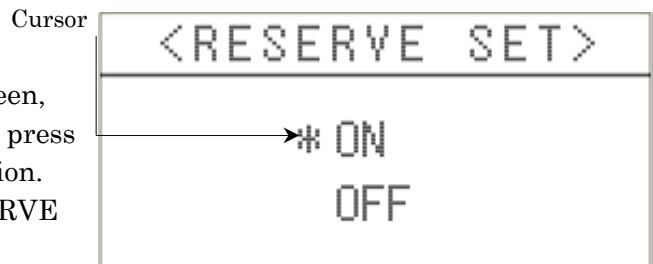 Cursor
<RESERVE SET>
een,
press
ion.
RVE
* ON
OFF